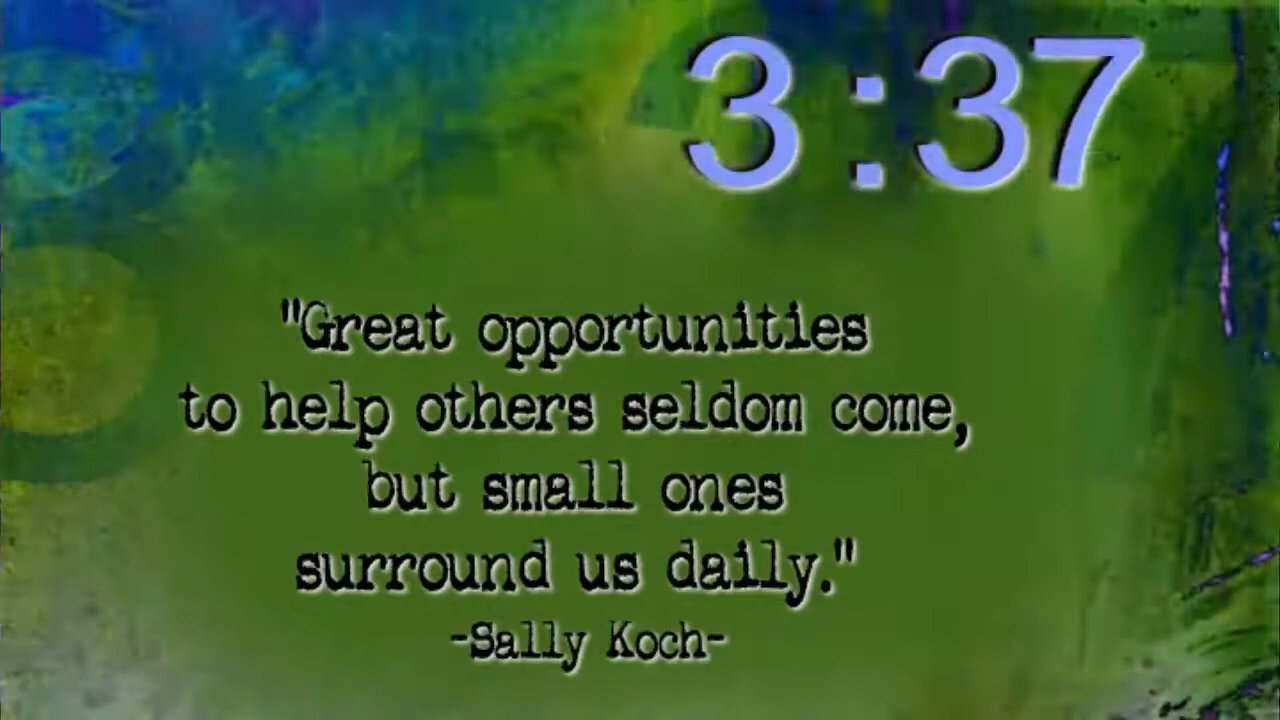 3:37
"Great opportunities
to help others seldom come,
but small ones
surround us daily."
-Sally Koch-